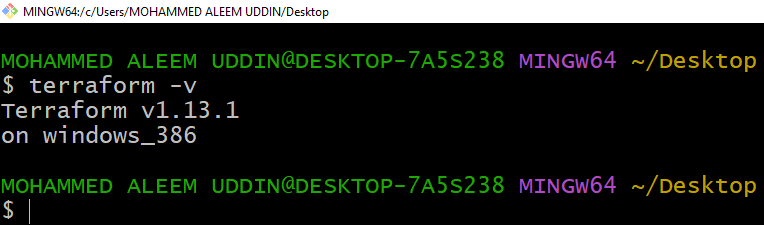 MINGW64:/c/Users/MOHAMMED ALEEM UDDIN/Desktop
MOHAMMED ALEEM UDDIN@DESKTOP-7A5S238 MINGW64 ~/Desktop
$ terraform -v
Terraform v1.13.1
on windows_386
MOHAMMED ALEEM UDDIN@DESKTOP-7A5S238 MINGW64 ~/Desktop
$